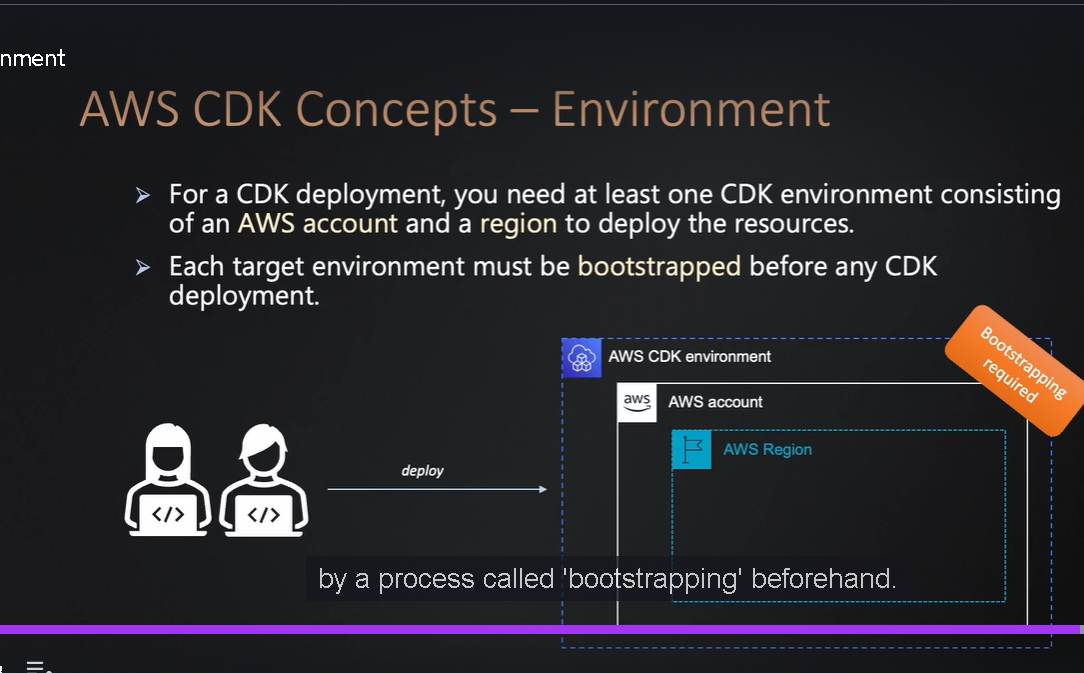 nment
AWS CDK Concepts – Environment
For a CDK deployment, you need at least one CDK environment consisting
of an AWS account and a region to deploy the resources.
Each target environment must be bootstrapped before any CDK
deployment.
Bootstrapping
required
AWS CDK environment
aws
AWS account
AWS Region
deploy
</>
</>
by a process called 'bootstrapping' beforehand.